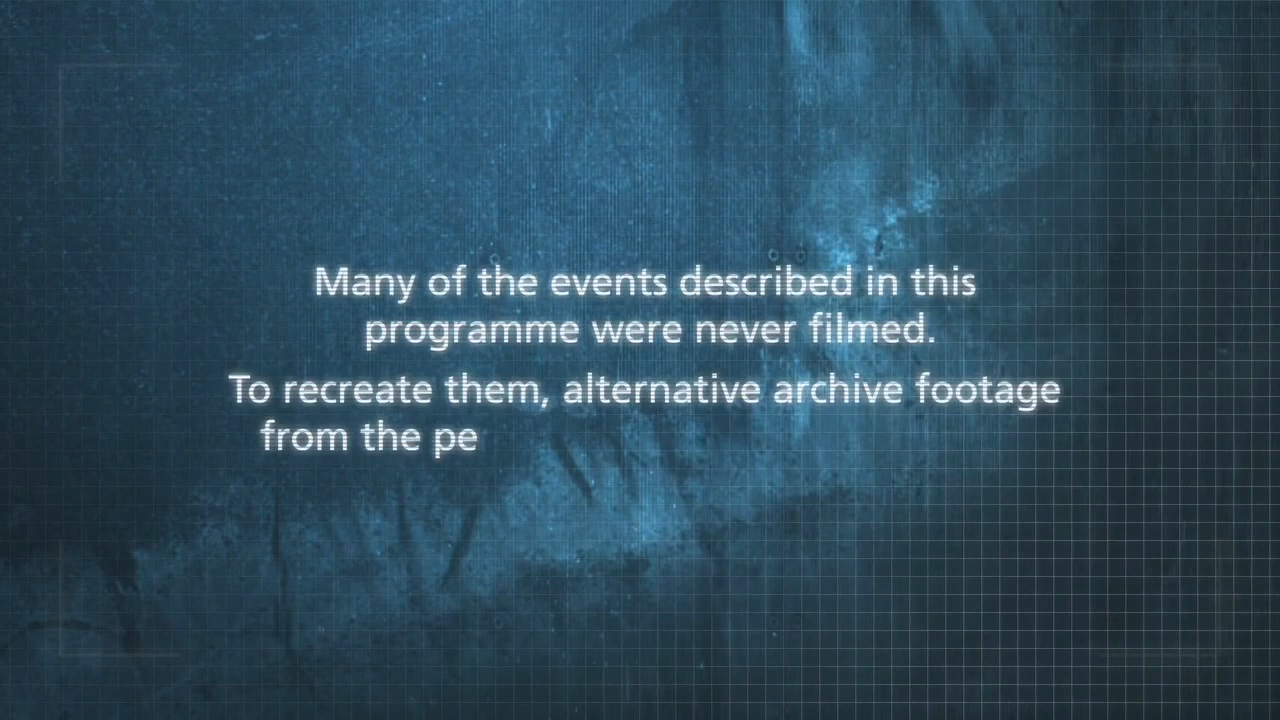 Many of the events described in this
programme were never filmed.
To recreate them, alternative archive footage
from the pe